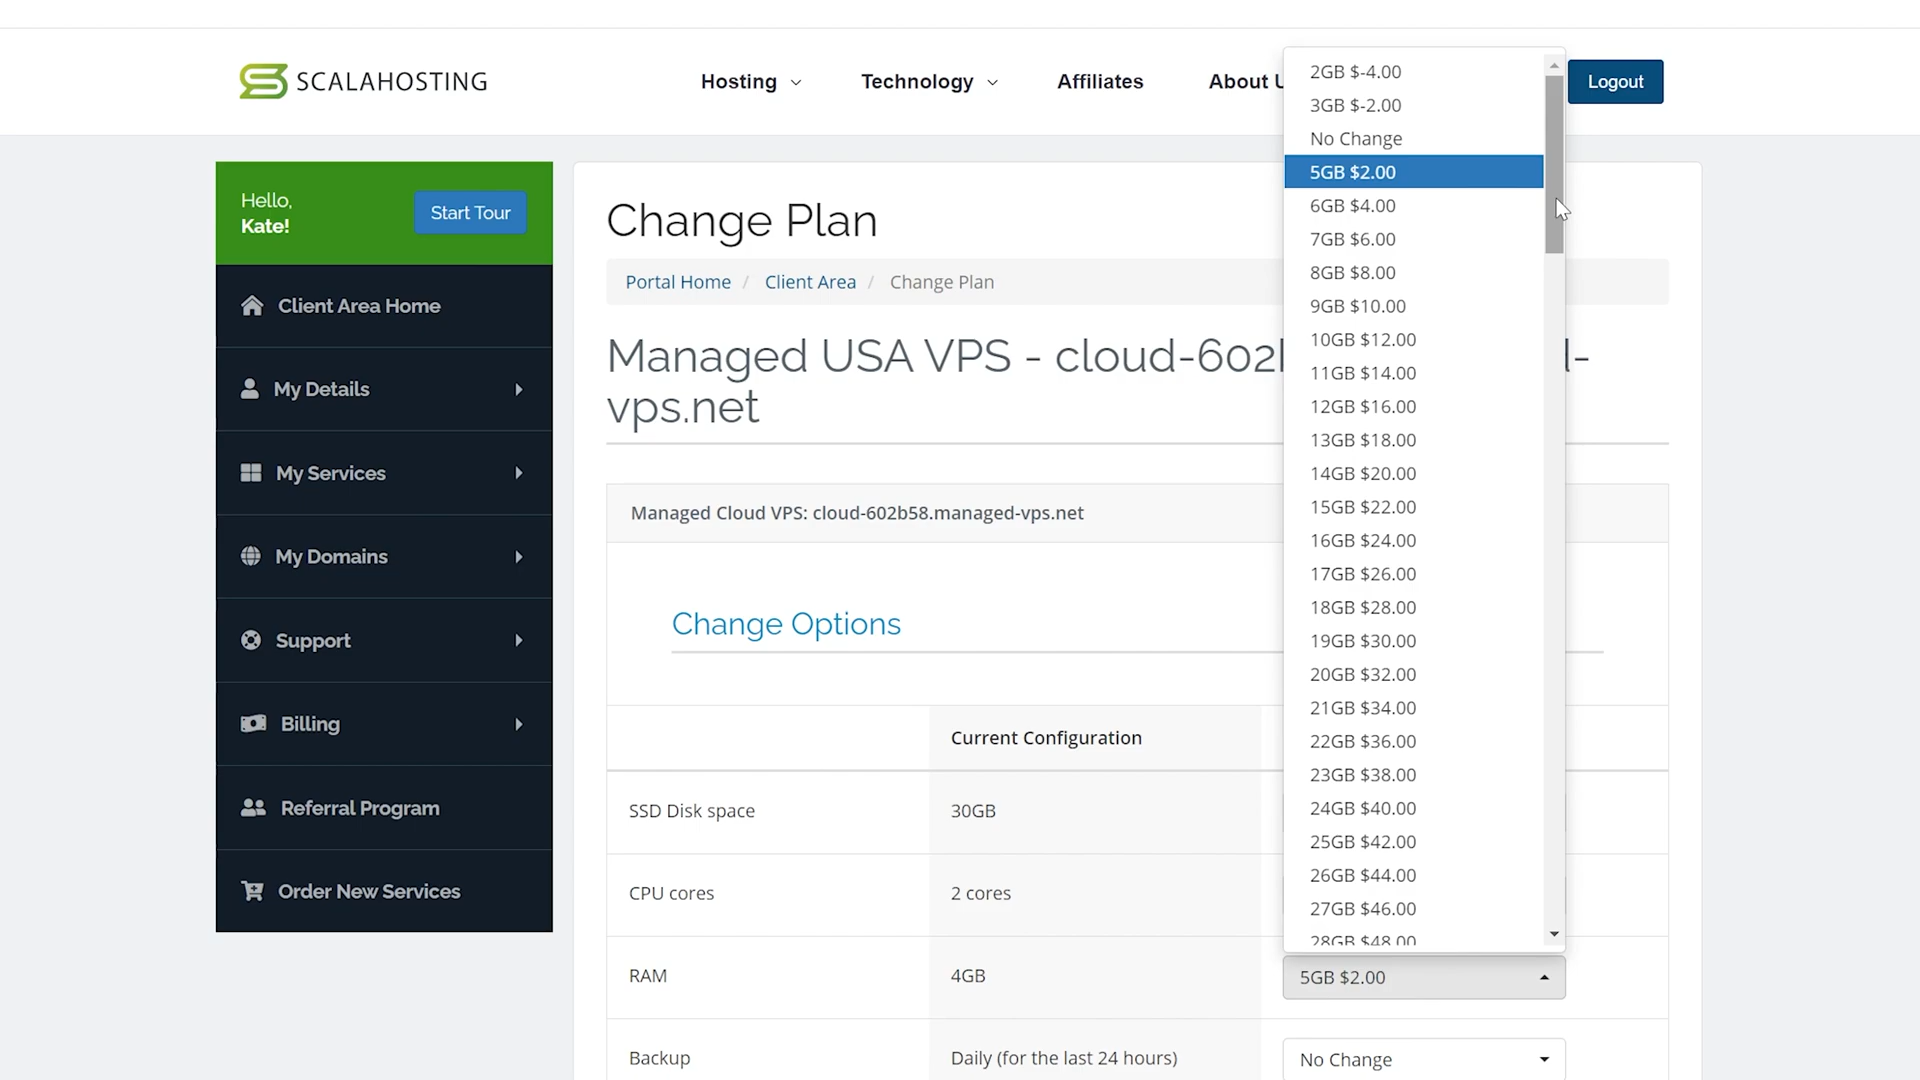 SCALAHOSTING
Hosting
Technology
Affiliates
About U
Logout
Hello,
Kate!
Start Tour
Client Area Home
My Details
My Services
My Domains
Support
Billing
Referral Program
Order New Services
Change Plan
Portal Home / Client Area / Change Plan
Managed USA VPS - cloud-602
vps.net
Managed Cloud VPS: cloud-602b58.managed-vps.net
Change Options
Current Configuration
SSD Disk space 30GB
CPU cores 2 cores
RAM 4GB 5GB $2.00
Backup Daily (for the last 24 hours) No Change
2GB $-4.00
3GB $-2.00
No Change
5GB $2.00
6GB $4.00
7GB $6.00
8GB $8.00
9GB $10.00
10GB $12.00
11GB $14.00
12GB $16.00
13GB $18.00
14GB $20.00
15GB $22.00
16GB $24.00
17GB $26.00
18GB $28.00
19GB $30.00
20GB $32.00
21GB $34.00
22GB $36.00
23GB $38.00
24GB $40.00
25GB $42.00
26GB $44.00
27GB $46.00
28GB $48.00